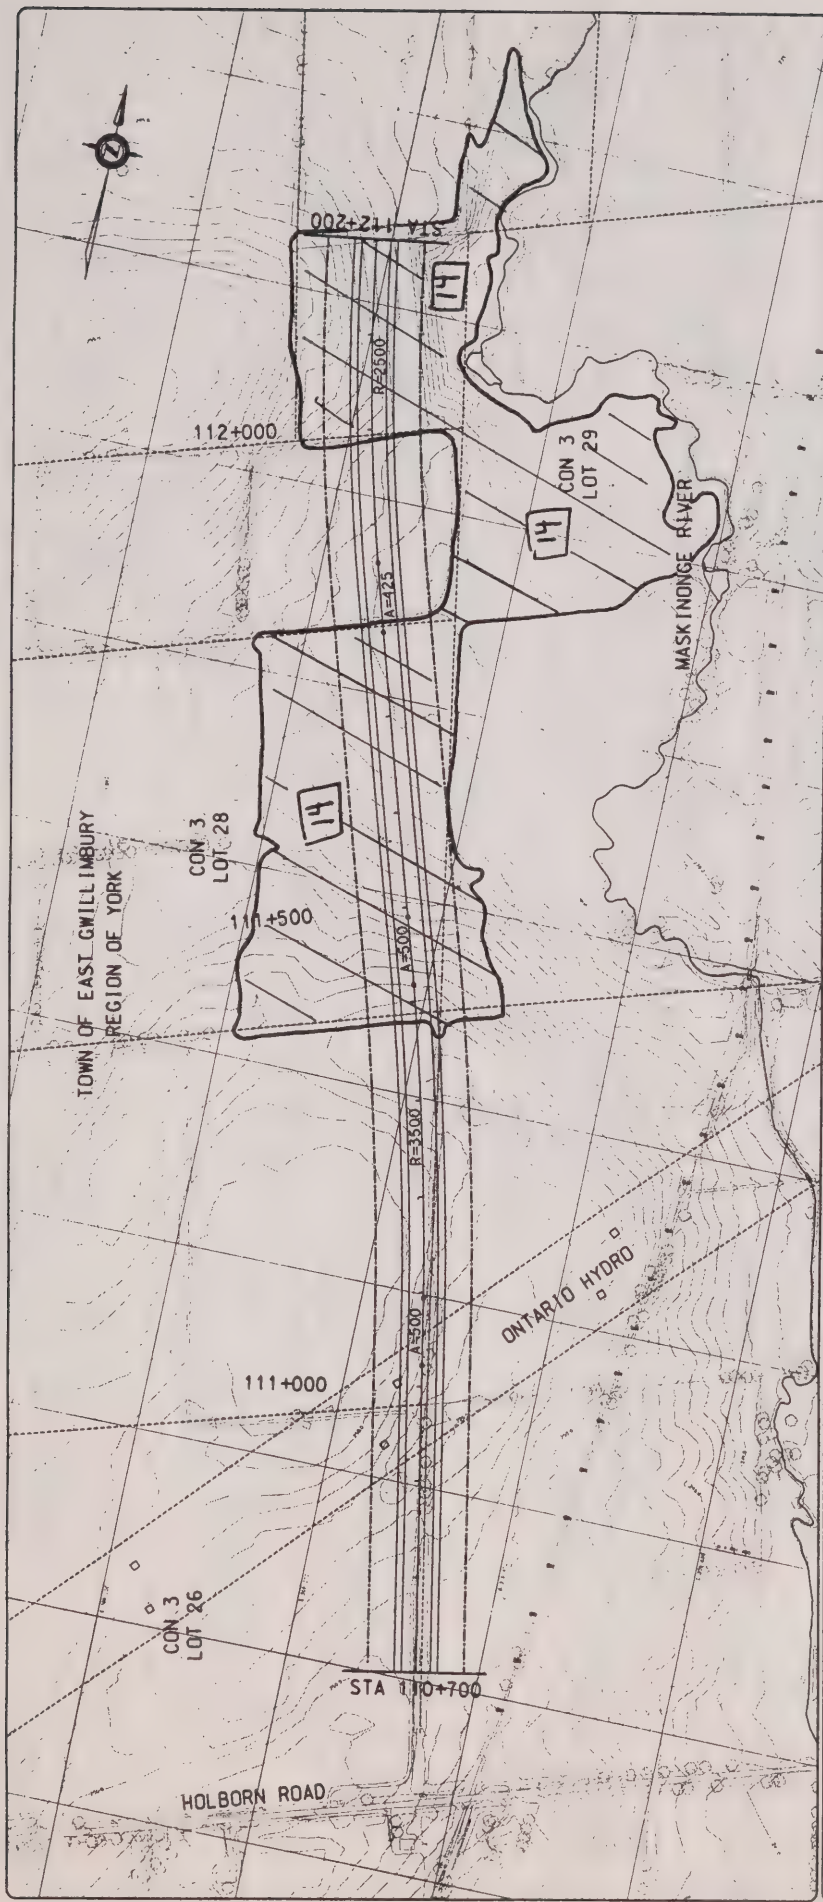 N
STA 112+200
14
R=2500
112+000
CON 3
LOT 29
14
MASKINONGE RIVER
A=425
14
CON 3
LOT 28
TOWN OF EAST GWILLIMBURY
REGION OF YORK
111+500
A=500
R=3500
ONTARIO HYDRO
A=500
111+000
CON 3
LOT 26
STA 110+700
HOLBORN ROAD